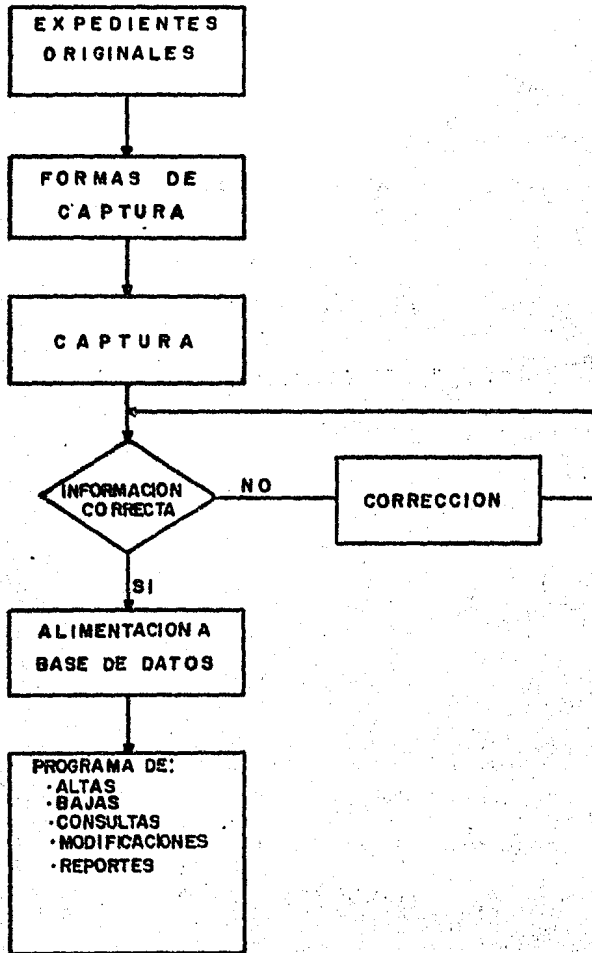 EXPEDIENTES
ORIGINALES
FORMAS DE
CAPTURA
CAPTURA
INFORMACION
CORRECTA
NO
CORRECCION
SI
ALIMENTACION A
BASE DE DATOS
PROGRAMA DE:
· ALTAS
· BAJAS
· CONSULTAS
· MODIFICACIONES
· REPORTES